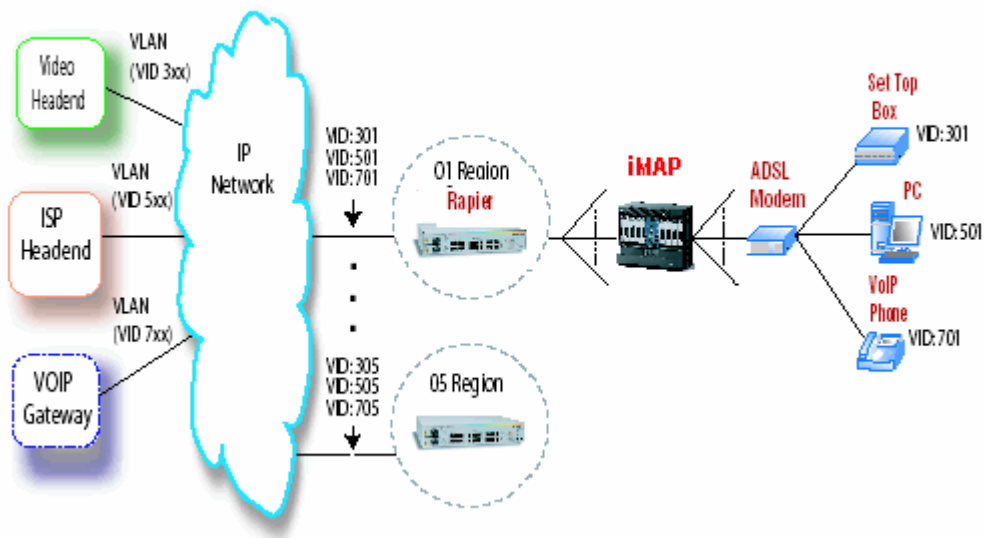 Video
Headend
VLAN
(VID 3xx)
ISP
Headend
VLAN
(VID 5xx)
VOIP
Gateway
VLAN
(VID 7xx)
IP
Network
VID:301
VID:501
VID:701
01 Region
Rapier
VID:305
VID:505
VID:705
05 Region
iMAP
ADSL
Modem
Set Top
Box
VID:301
PC
VID:501
VoIP
Phone
VID:701